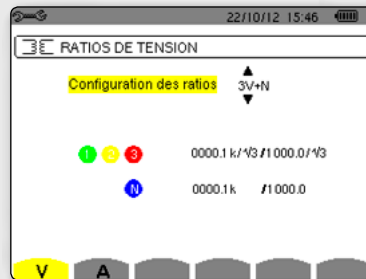 22/10/12 15:46
RATIOS DE TENSION
Configuration des ratios 3V+N
1 2 3 0000.1 k/√3 /1000.0/√3
N 0000.1k /1000.0
V A